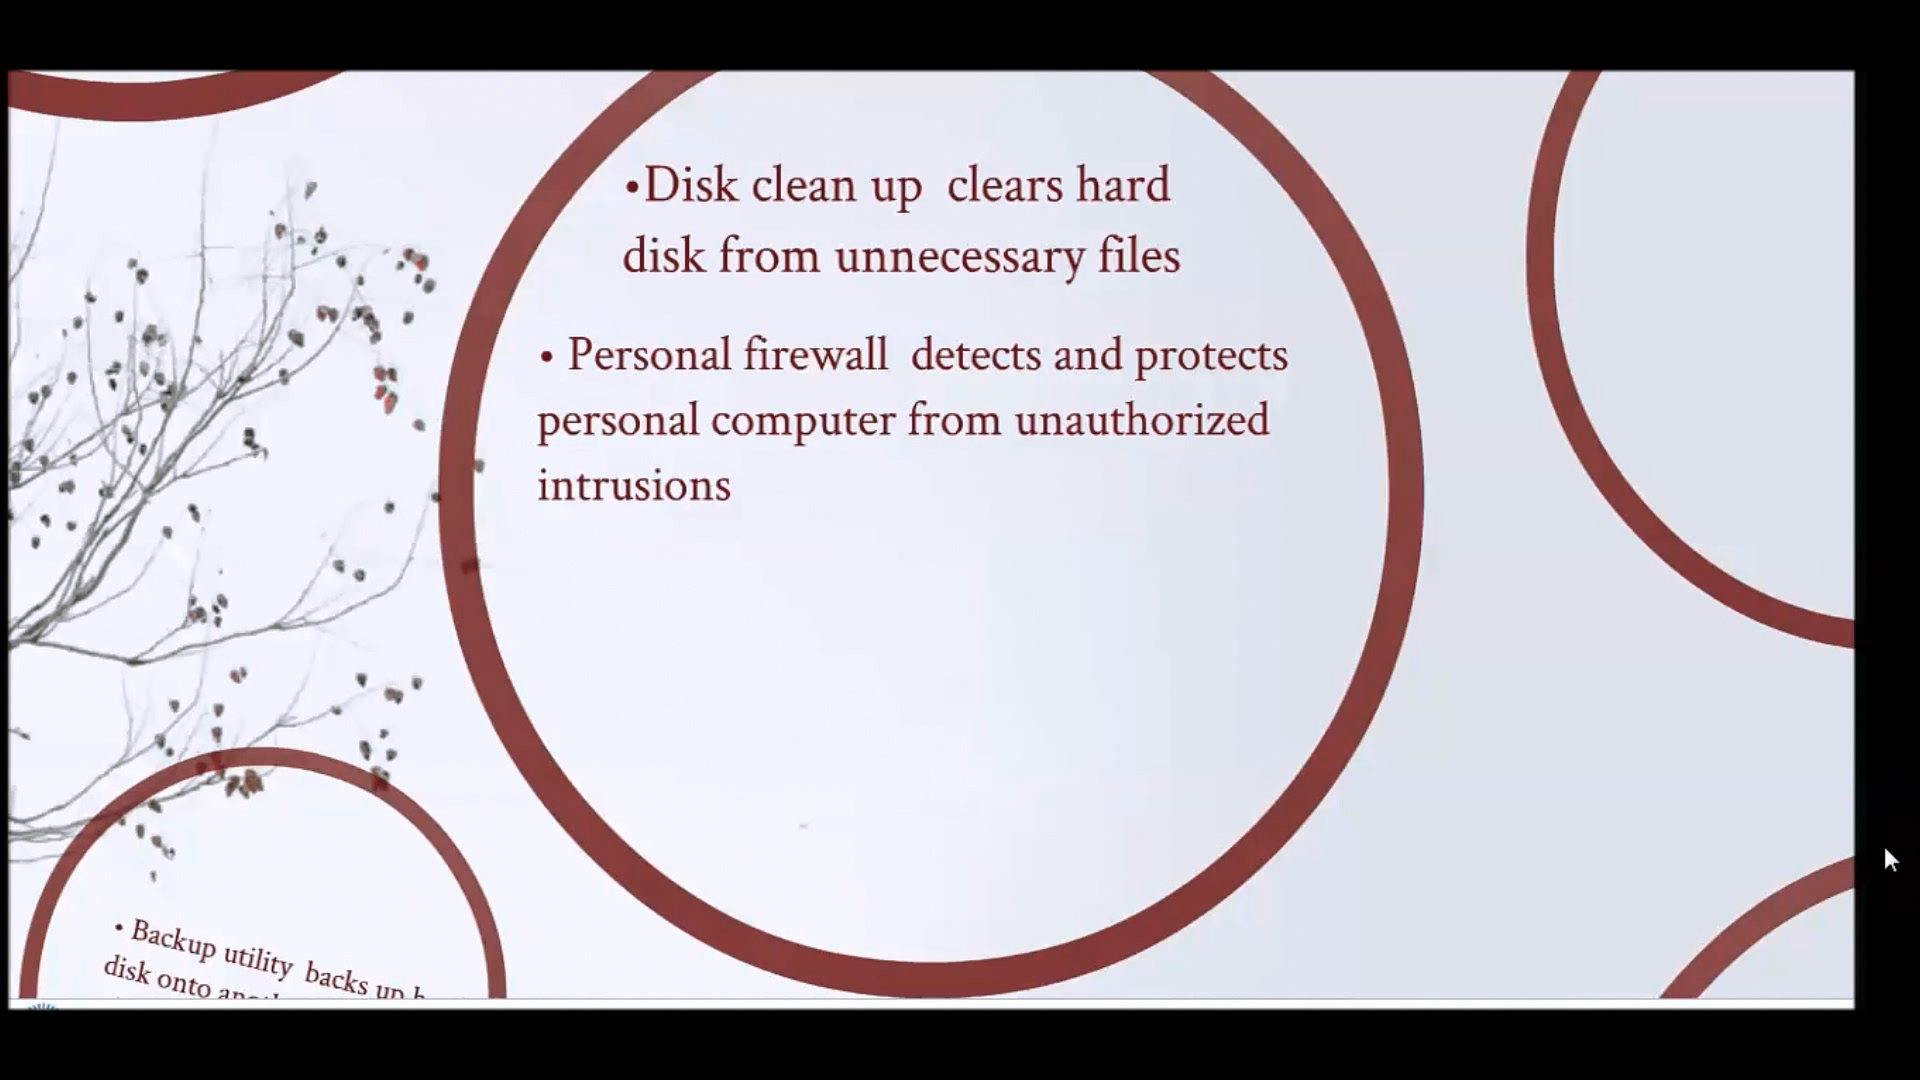 •Disk clean up clears hard
disk from unnecessary files
• Personal firewall detects and protects
personal computer from unauthorized
intrusions
• Backup utility backs up
disk onto